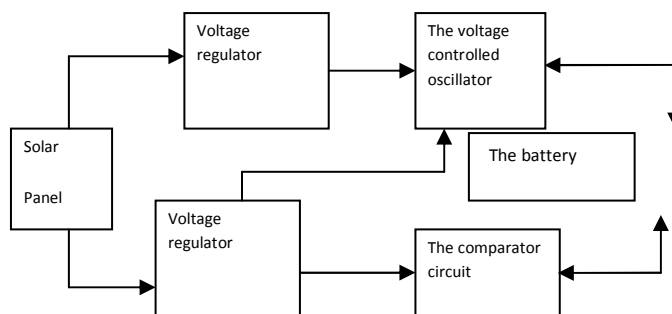 Voltage
regulator
The voltage
controlled
oscillator
Solar
Panel
The battery
Voltage
regulator
The comparator
circuit